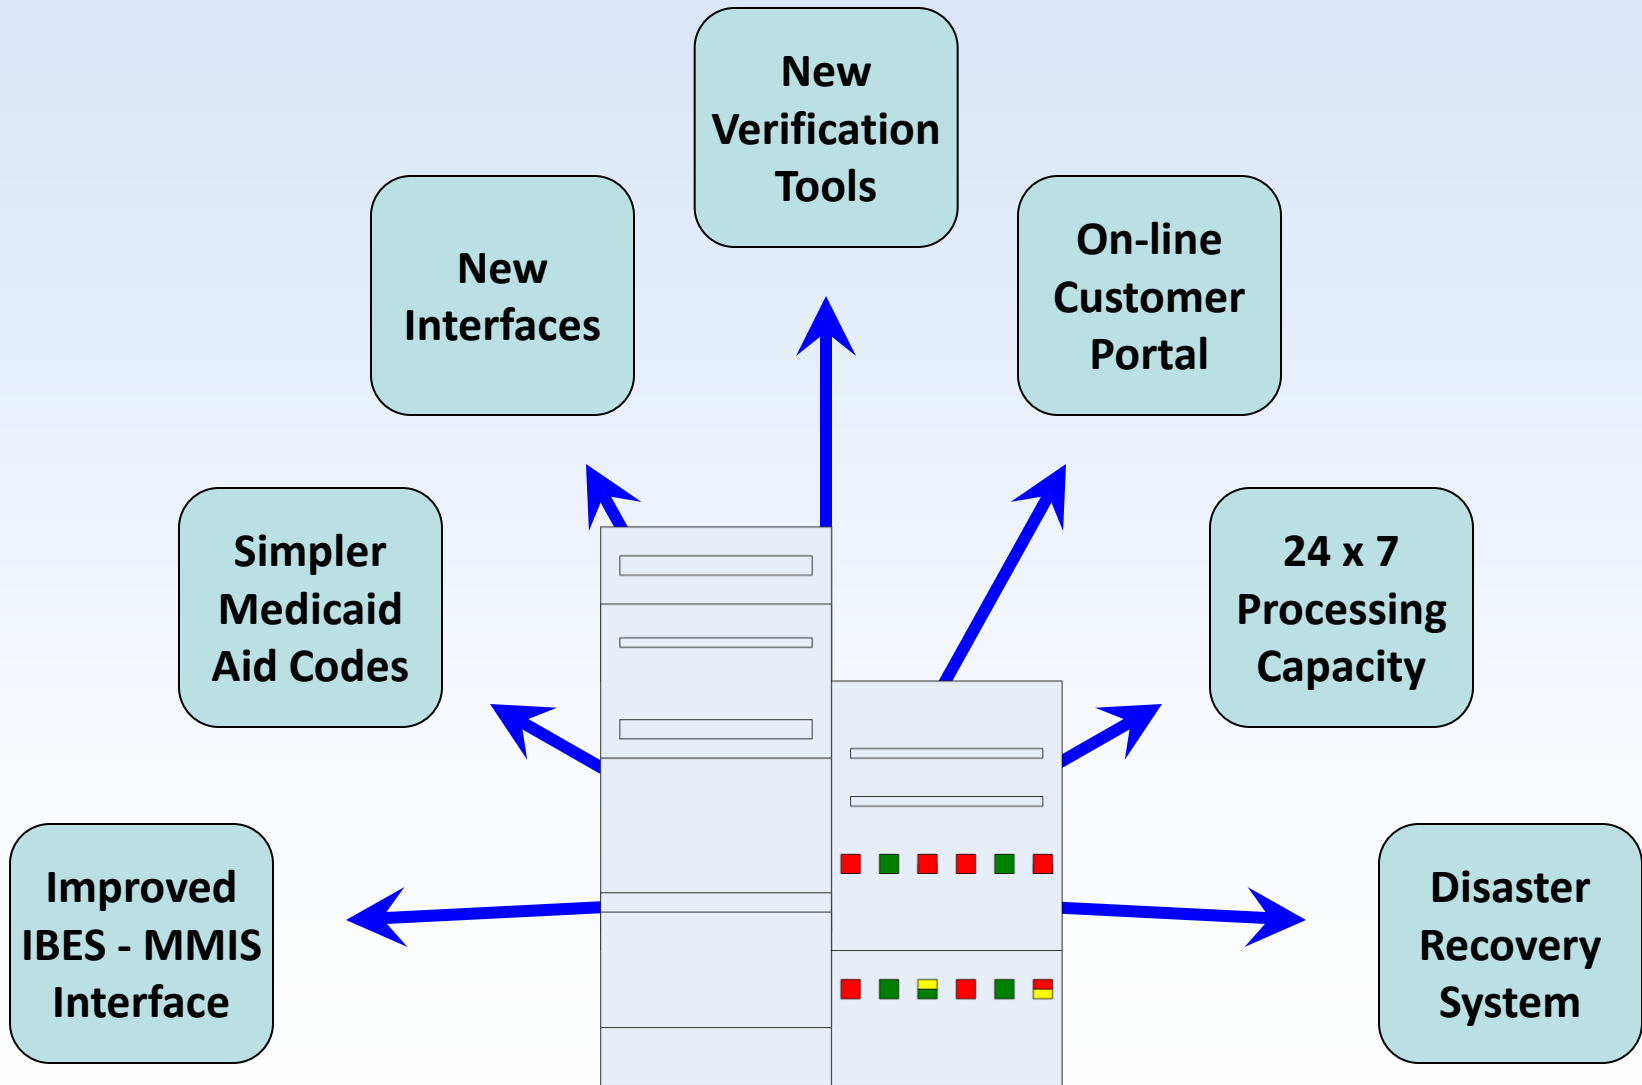 New
Verification
Tools
New
Interfaces
On-line
Customer
Portal
Simpler
Medicaid
Aid Codes
24 x 7
Processing
Capacity
Improved
IBES - MMIS
Interface
Disaster
Recovery
System